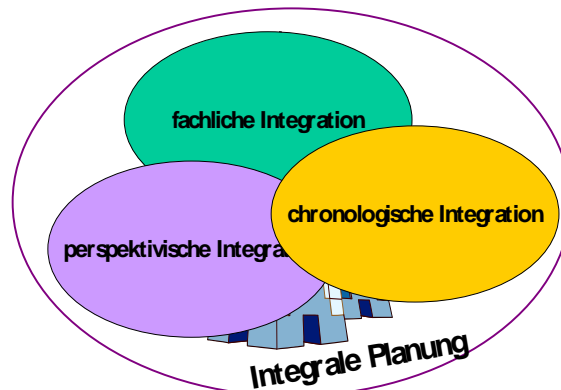 fachliche Integration
chronologische Integration
perspektivische Integra
Integrale Planung